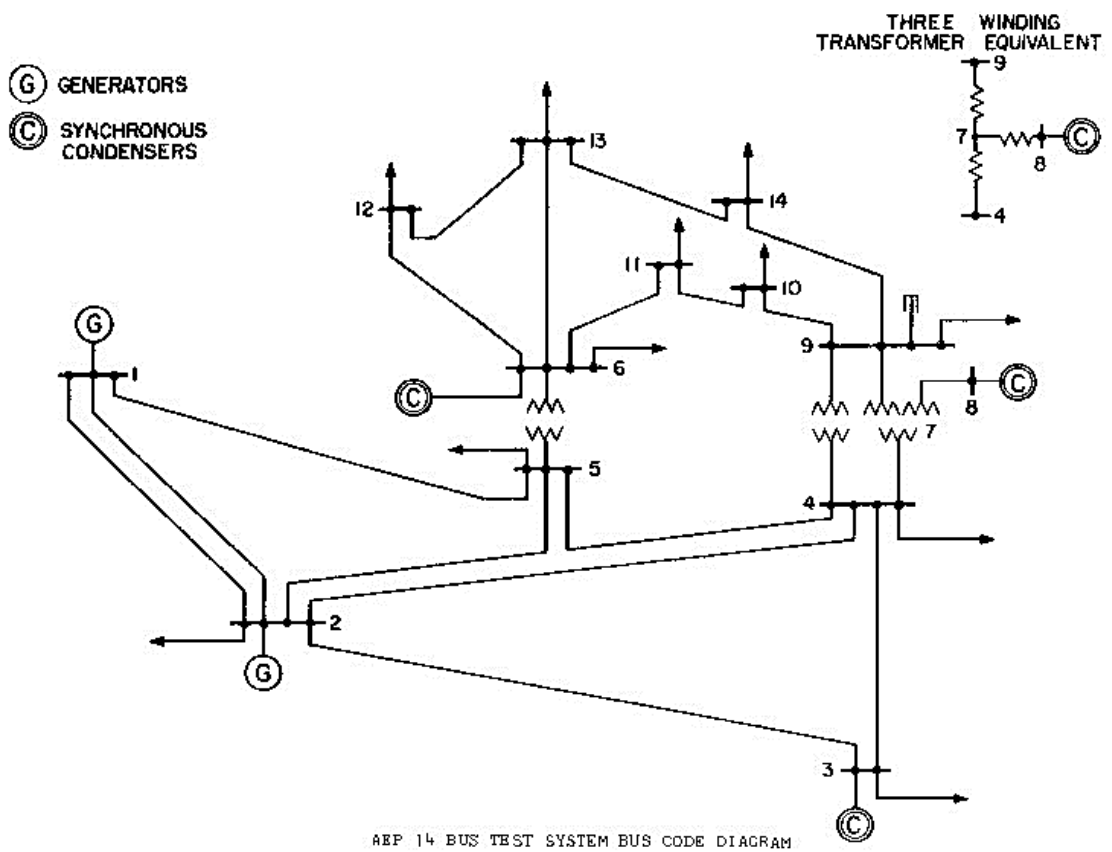 THREE WINDING
TRANSFORMER EQUIVALENT
9
7
C
8
4
G GENERATORS
C SYNCHRONOUS
CONDENSERS
13
12
14
11
10
G
1
9
6
C
8
C
7
5
4
2
G
3
C
AEP 14 BUS TEST SYSTEM BUS CODE DIAGRAM